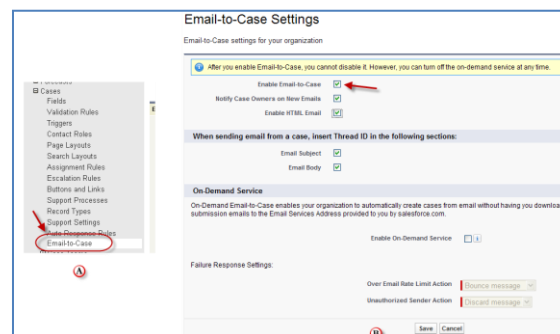 Cases
Fields
Validation Rules
Triggers
Contact Roles
Page Layouts
Search Layouts
Assignment Rules
Escalation Rules
Buttons and Links
Support Processes
Record Types
Support Settings
Auto-Response Rules
Email-to-Case
A
Email-to-Case Settings
Email-to-Case settings for your organization
After you enable Email-to-Case, you cannot disable it. However, you can turn off the on-demand service at any time.
Enable Email-to-Case
Notify Case Owners on New Emails
Enable HTML Email
When sending email from a case, insert Thread ID in the following sections:
Email Subject
Email Body
On-Demand Service
On-Demand Email-to-Case enables your organization to automatically create cases from email without having you downloa
submission emails to the Email Services Address provided to you by salesforce.com.
Enable On-Demand Service
Failure Response Settings:
Over Email Rate Limit Action Bounce message
Unauthorized Sender Action Discard message
B
Save Cancel